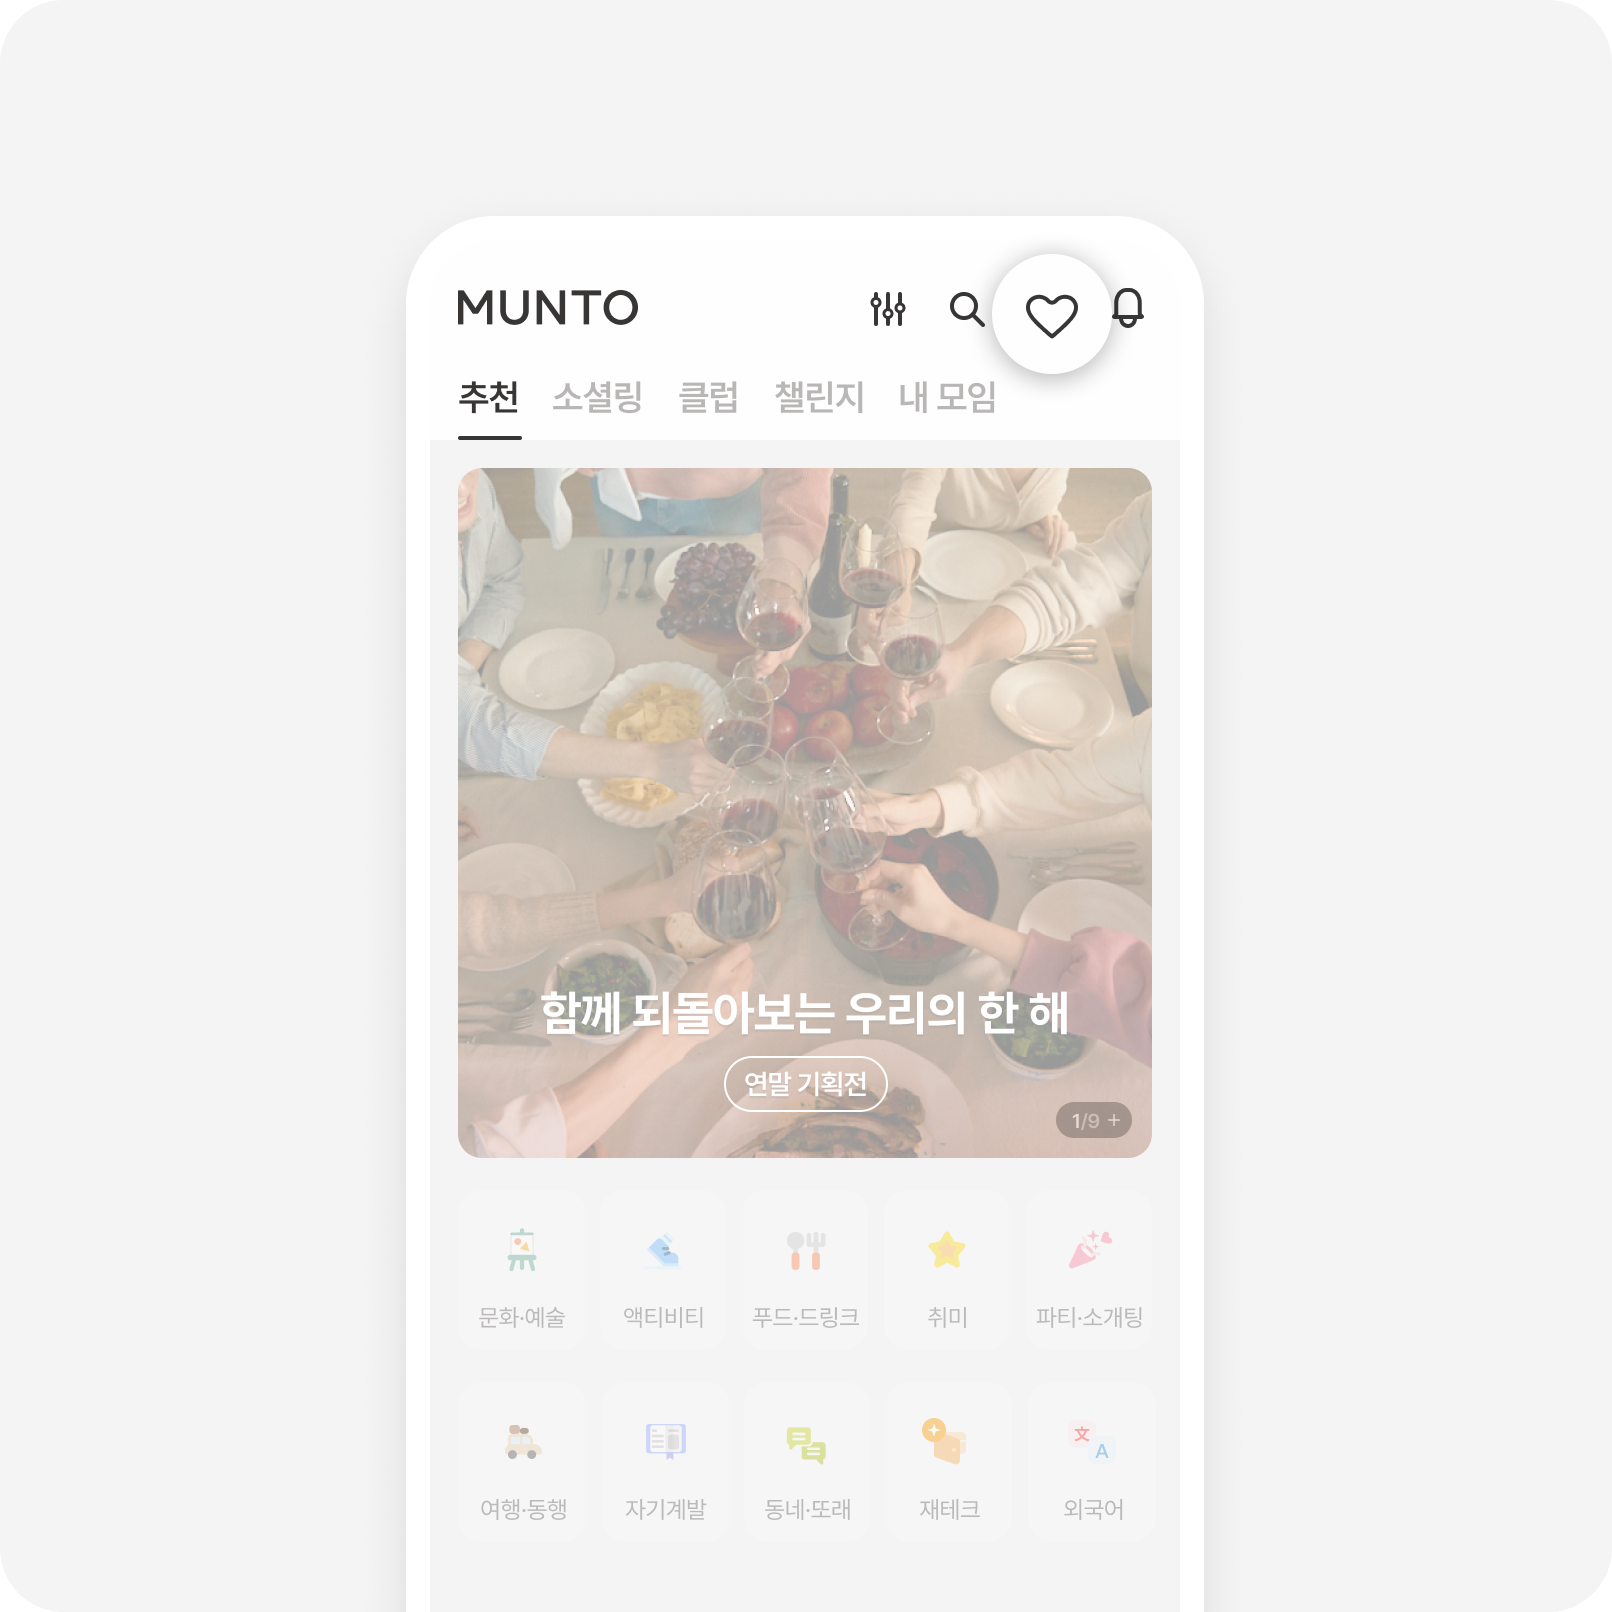 MUNTO
추천 소셜링 클럽 챌린지 내 모임
함께 되돌아보는 우리의 한 해
연말 기획전
1/9 +
문화·예술 액티비티 푸드·드링크 취미 파티·소개팅
文 A
여행·동행 자기계발 동네·또래 재테크 외국어